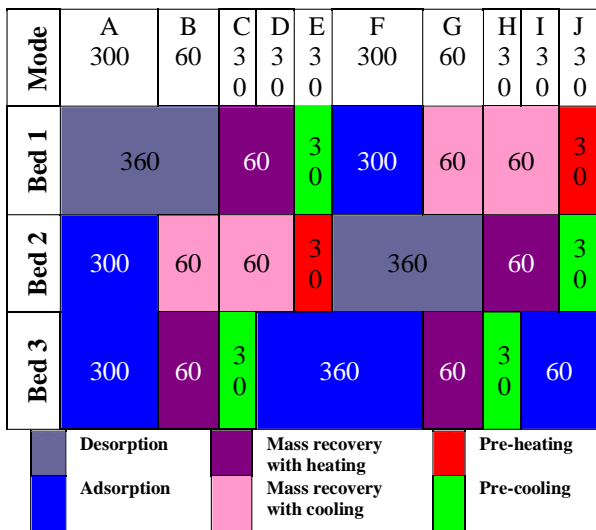 Mode A B C D E F G H I J
300 60 3 3 3 300 60 3 3 3
0 0 0 0 0 0
Bed 1 360 60 3 0 300 60 60 3 0
Bed 2 300 60 60 3 0 360 60 3 0
Bed 3 300 60 3 0 360 60 3 0 60
Desorption Mass recovery with heating Pre-heating
Adsorption Mass recovery with cooling Pre-cooling